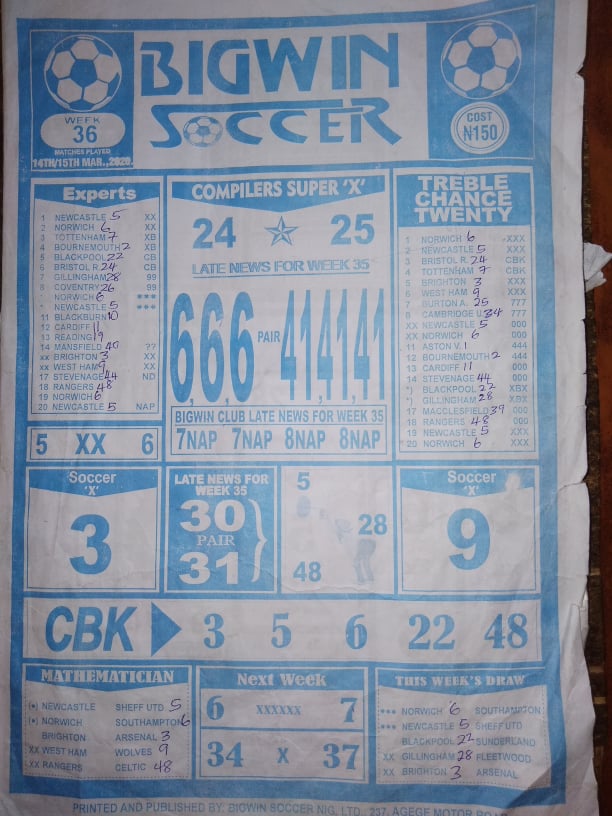 BIGWIN
SOCCER
WEEK
36
MATCHES PLAYED
14TH/15TH MAR.,2020.
COST
₦150
Experts
1 NEWCASTLE 5 XX
2 NORWICH 6 XX
3 TOTTENHAM 7 XB
4 BOURNEMOUTH 2 XB
5 BLACKPOOL 22 CB
6 BRISTOL R. 24 CB
7 GILLINGHAM 28 99
8 COVENTRY 26 99
NORWICH 6 ***
* NEWCASTLE 5 ***
11 BLACKBURN 10
12 CARDIFF 11
13 READING 19
14 MANSFIELD 40 ??
xx BRIGHTON 3 XX
xx WEST HAM 9 XX
17 STEVENAGE 44 ND
18 RANGERS 48
19 NORWICH 6
20 NEWCASTLE 5 NAP
5 XX 6
COMPILERS SUPER 'X'
24 25
LATE NEWS FOR WEEK 35
6,6,6 PAIR 41,41,41
BIGWIN CLUB LATE NEWS FOR WEEK 35
7NAP 7NAP 8NAP 8NAP
TREBLE
CHANCE
TWENTY
1 NORWICH 6 XXX
2 NEWCASTLE 5 XXX
3 BRISTOL R. 24 CBK
4 TOTTENHAM 7 CBK
5 BRIGHTON 3 XXX
6 WEST HAM 9 XXX
7 BURTON A. 25 777
8 CAMBRIDGE U. 34 777
XX NEWCASTLE 5 000
XX NORWICH 6 000
11 ASTON V. 1 444
12 BOURNEMOUTH 2 444
13 CARDIFF 11 000
14 STEVENAGE 44 000
*) BLACKPOOL 22 XBX
*) GILLINGHAM 28 XBX
17 MACCLESFIELD 39 000
18 RANGERS 48 000
19 NEWCASTLE 5 XXX
20 NORWICH 6 XXX
Soccer
'X'
3
LATE NEWS FOR
WEEK 35
30
PAIR
31
5
28
48
Soccer
'X'
9
CBK 3 5 6 22 48
MATHEMATICIAN
(•) NEWCASTLE SHEFF UTD 5
(•) NORWICH SOUTHAMPTON 6
BRIGHTON ARSENAL 3
XX WEST HAM WOLVES 9
XX RANGERS CELTIC 48
Next Week
6 XXXXXX 7
34 X 37
THIS WEEK'S DRAW
*** NORWICH 6 SOUTHAMPTON
*** NEWCASTLE 5 SHEFF UTD
BLACKPOOL 22 SUNDERLAND
XX GILLINGHAM 28 FLEETWOOD
XX BRIGHTON 3 ARSENAL
PRINTED AND PUBLISHED BY: BIGWIN SOCCER NIG. LTD., 237, AGEGE MOTOR